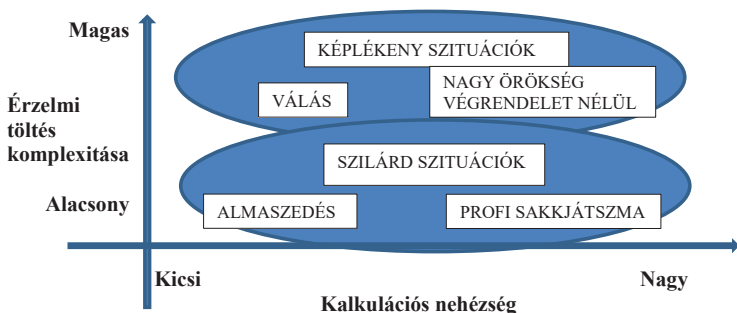 Magas
KÉPLÉKENY SZITUÁCIÓK
VÁLÁS
NAGY ÖRÖKSÉG
VÉGRENDELET NÉLÜL
Érzelmi
töltés
komplexitása
SZILÁRD SZITUÁCIÓK
Alacsony
ALMASZEDÉS
PROFI SAKKJÁTSZMA
Kicsi
Nagy
Kalkulációs nehézség